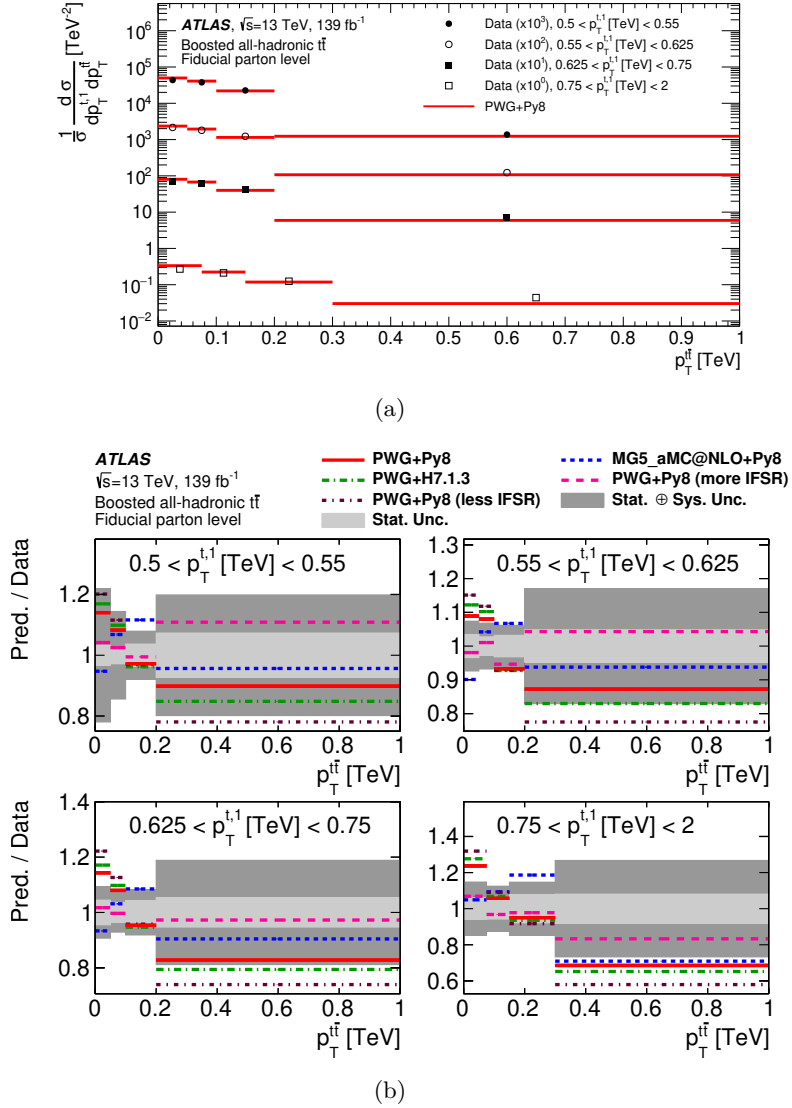 ATLAS, √s=13 TeV, 139 fb⁻¹
Boosted all-hadronic tt̄
Fiducial parton level
Data (x10³), 0.5 < p_T^{t,1} [TeV] < 0.55
Data (x10²), 0.55 < p_T^{t,1} [TeV] < 0.625
Data (x10¹), 0.625 < p_T^{t,1} [TeV] < 0.75
Data (x10⁰), 0.75 < p_T^{t,1} [TeV] < 2
PWG+Py8
1/σ d σ / dp_T^{t,1} dp_T^{tt̄} [TeV⁻²]
10⁶
10⁵
10⁴
10³
10²
10
1
10⁻¹
10⁻²
0 0.1 0.2 0.3 0.4 0.5 0.6 0.7 0.8 0.9 1
p_T^{tt̄} [TeV]
(a)
ATLAS
√s=13 TeV, 139 fb⁻¹
Boosted all-hadronic tt̄
Fiducial parton level
PWG+Py8
PWG+H7.1.3
PWG+Py8 (less IFSR)
Stat. Unc.
MG5_aMC@NLO+Py8
PWG+Py8 (more IFSR)
Stat. ⊕ Sys. Unc.
Pred. / Data
0.5 < p_T^{t,1} [TeV] < 0.55
1.2
1
0.8
0 0.2 0.4 0.6 0.8 1
p_T^{tt̄} [TeV]
0.55 < p_T^{t,1} [TeV] < 0.625
1.3
1.2
1.1
1
0.9
0.8
0 0.2 0.4 0.6 0.8 1
p_T^{tt̄} [TeV]
Pred. / Data
0.625 < p_T^{t,1} [TeV] < 0.75
1.4
1.2
1
0.8
0 0.2 0.4 0.6 0.8 1
p_T^{tt̄} [TeV]
0.75 < p_T^{t,1} [TeV] < 2
1.4
1.2
1
0.8
0.6
0 0.2 0.4 0.6 0.8 1
p_T^{tt̄} [TeV]
(b)